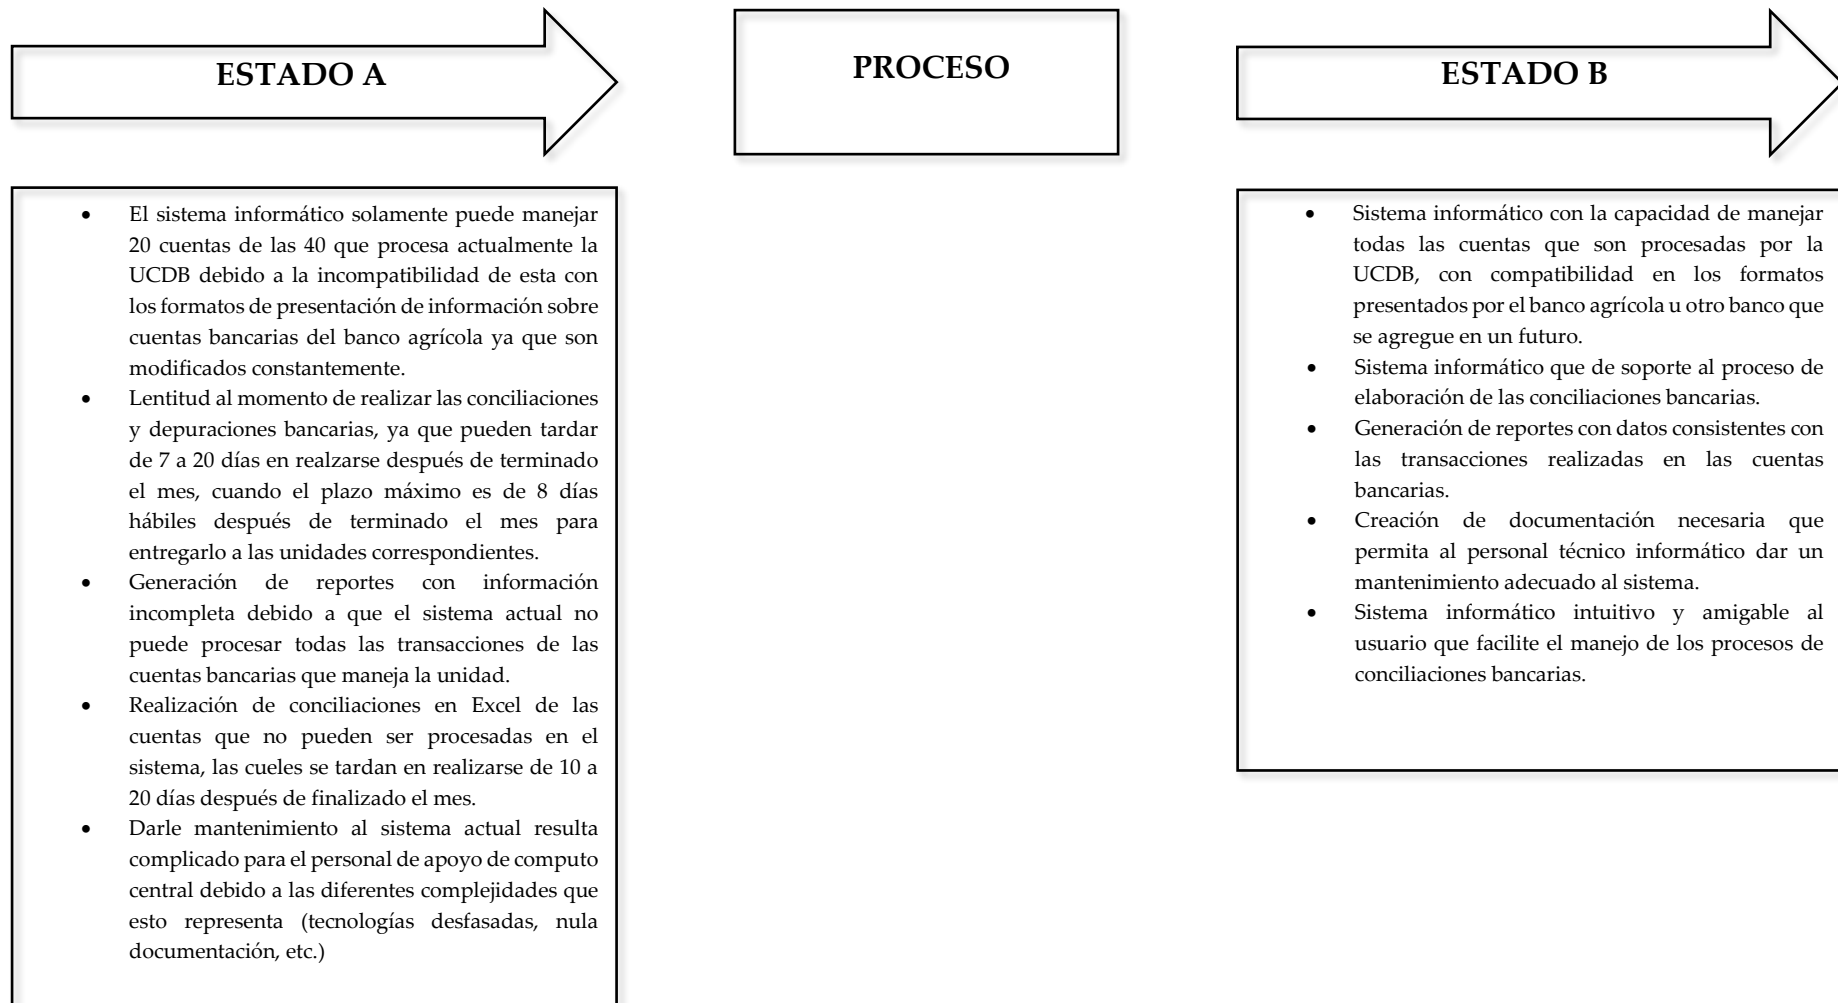 ESTADO A
PROCESO
ESTADO B
• El sistema informático solamente puede manejar
20 cuentas de las 40 que procesa actualmente la
UCDB debido a la incompatibilidad de esta con
los formatos de presentación de información sobre
cuentas bancarias del banco agrícola ya que son
modificados constantemente.
• Lentitud al momento de realizar las conciliaciones
y depuraciones bancarias, ya que pueden tardar
de 7 a 20 días en realzarse después de terminado
el mes, cuando el plazo máximo es de 8 días
hábiles después de terminado el mes para
entregarlo a las unidades correspondientes.
• Generación de reportes con información
incompleta debido a que el sistema actual no
puede procesar todas las transacciones de las
cuentas bancarias que maneja la unidad.
• Realización de conciliaciones en Excel de las
cuentas que no pueden ser procesadas en el
sistema, las cueles se tardan en realizarse de 10 a
20 días después de finalizado el mes.
• Darle mantenimiento al sistema actual resulta
complicado para el personal de apoyo de computo
central debido a las diferentes complejidades que
esto representa (tecnologías desfasadas, nula
documentación, etc.)
• Sistema informático con la capacidad de manejar
todas las cuentas que son procesadas por la
UCDB, con compatibilidad en los formatos
presentados por el banco agrícola u otro banco que
se agregue en un futuro.
• Sistema informático que de soporte al proceso de
elaboración de las conciliaciones bancarias.
• Generación de reportes con datos consistentes con
las transacciones realizadas en las cuentas
bancarias.
• Creación de documentación necesaria que
permita al personal técnico informático dar un
mantenimiento adecuado al sistema.
• Sistema informático intuitivo y amigable al
usuario que facilite el manejo de los procesos de
conciliaciones bancarias.